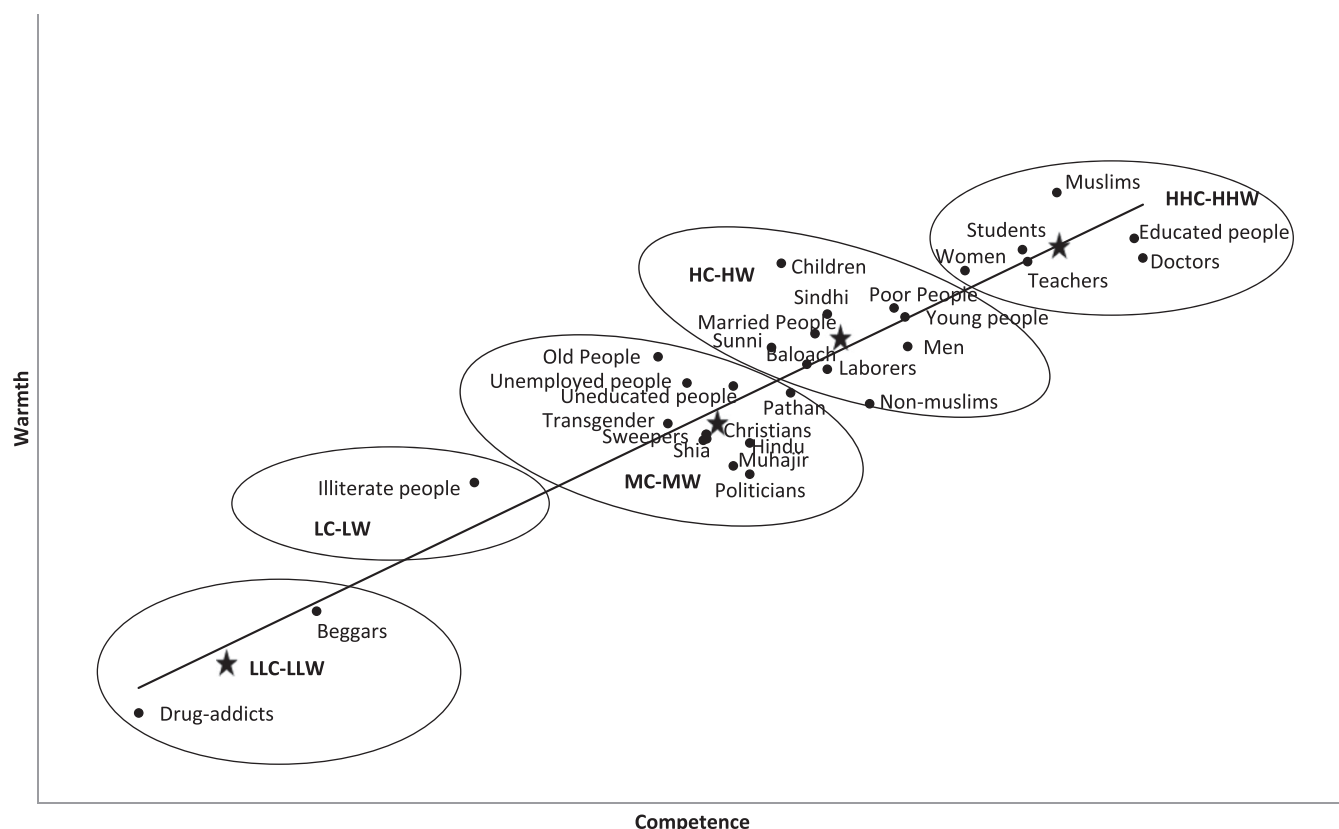 Muslims
HHC-HHW
Students
Educated people
Women
Doctors
Teachers
HC-HW
Children
Sindhi
Poor People
Married People
Young people
Sunni
Men
Baloach
Laborers
Old People
Unemployed people
Uneducated people
Non-muslims
Pathan
Transgender
Christians
Sweepers
Hindu
Shia
Muhajir
MC-MW
Politicians
Illiterate people
LC-LW
Beggars
LLC-LLW
Drug-addicts
Warmth
Competence